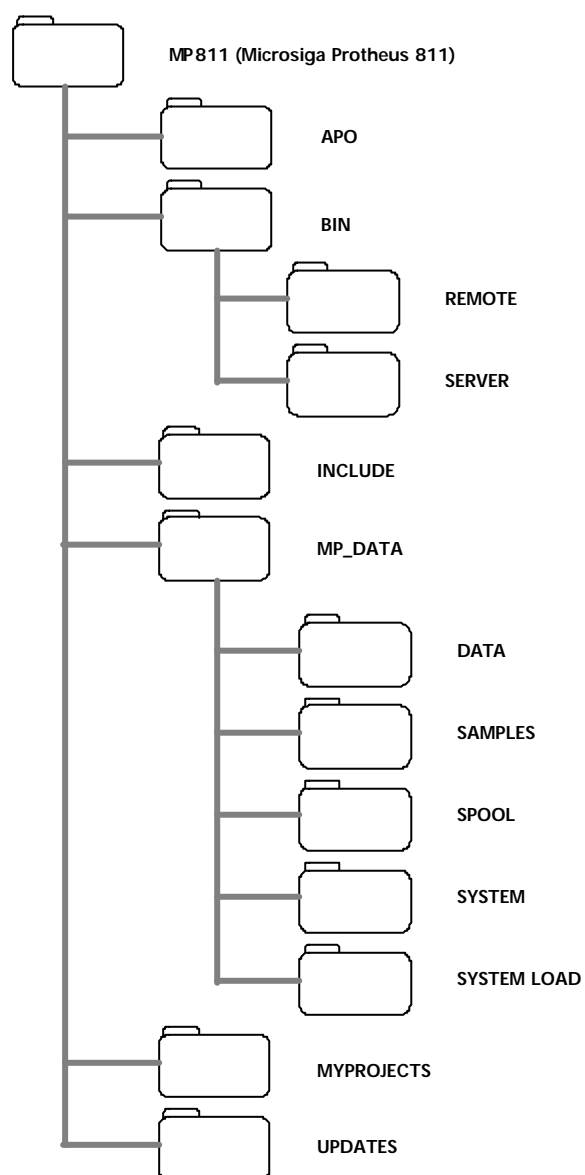 MP811 (Microsiga Protheus 811)
APO
BIN
REMOTE
SERVER
INCLUDE
MP_DATA
DATA
SAMPLES
SPOOL
SYSTEM
SYSTEM LOAD
MYPROJECTS
UPDATES